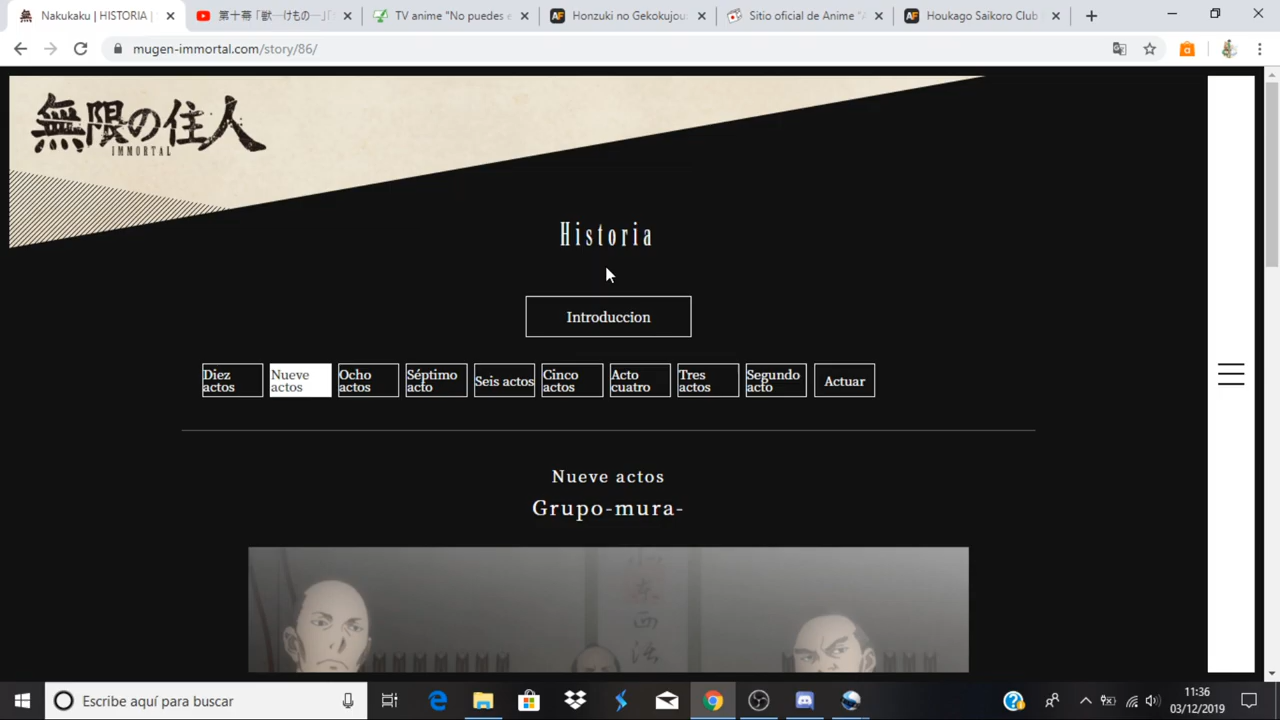 Nakukaku | HISTORIA |
第十幕 「獣―けもの―」「
TV anime "No puedes e
Honzuki no Gekokujou
Sitio oficial de Anime "A
Houkago Saikoro Club
mugen-immortal.com/story/86/
無限の住人
IMMORTAL
Historia
Introduccion
Diez actos
Nueve actos
Ocho actos
Séptimo acto
Seis actos
Cinco actos
Acto cuatro
Tres actos
Segundo acto
Actuar
Nueve actos
Grupo-mura-
Escribe aquí para buscar
11:36
03/12/2019